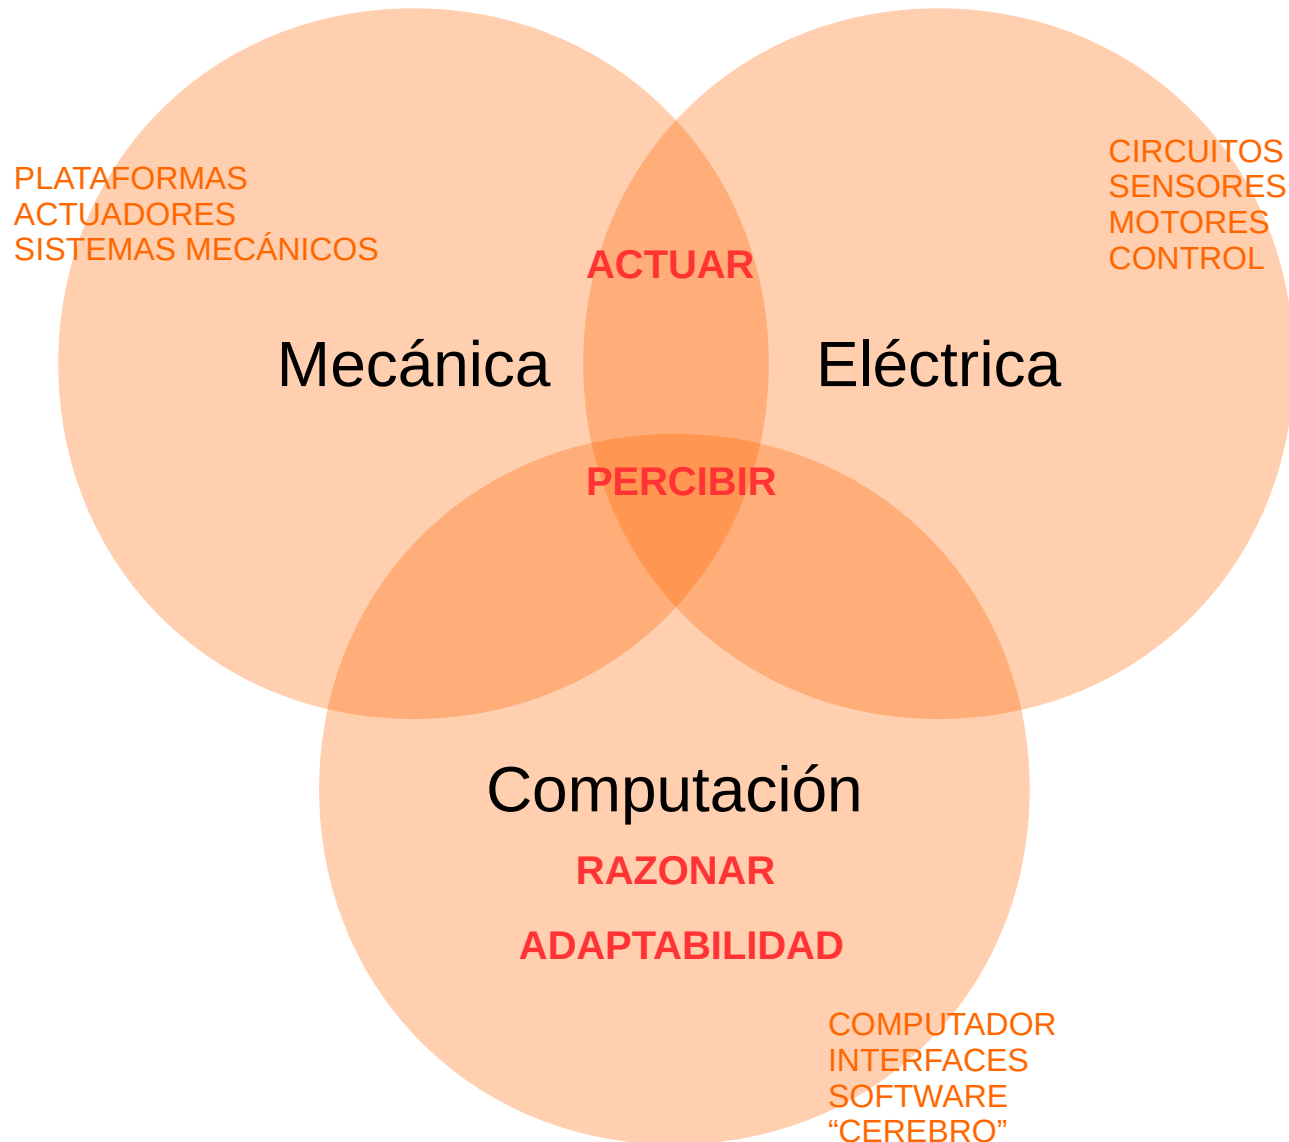 PLATAFORMAS
ACTUADORES
SISTEMAS MECÁNICOS
CIRCUITOS
SENSORES
MOTORES
CONTROL
ACTUAR
Mecánica
Eléctrica
PERCIBIR
Computación
RAZONAR
ADAPTABILIDAD
COMPUTADOR
INTERFACES
SOFTWARE
“CEREBRO”